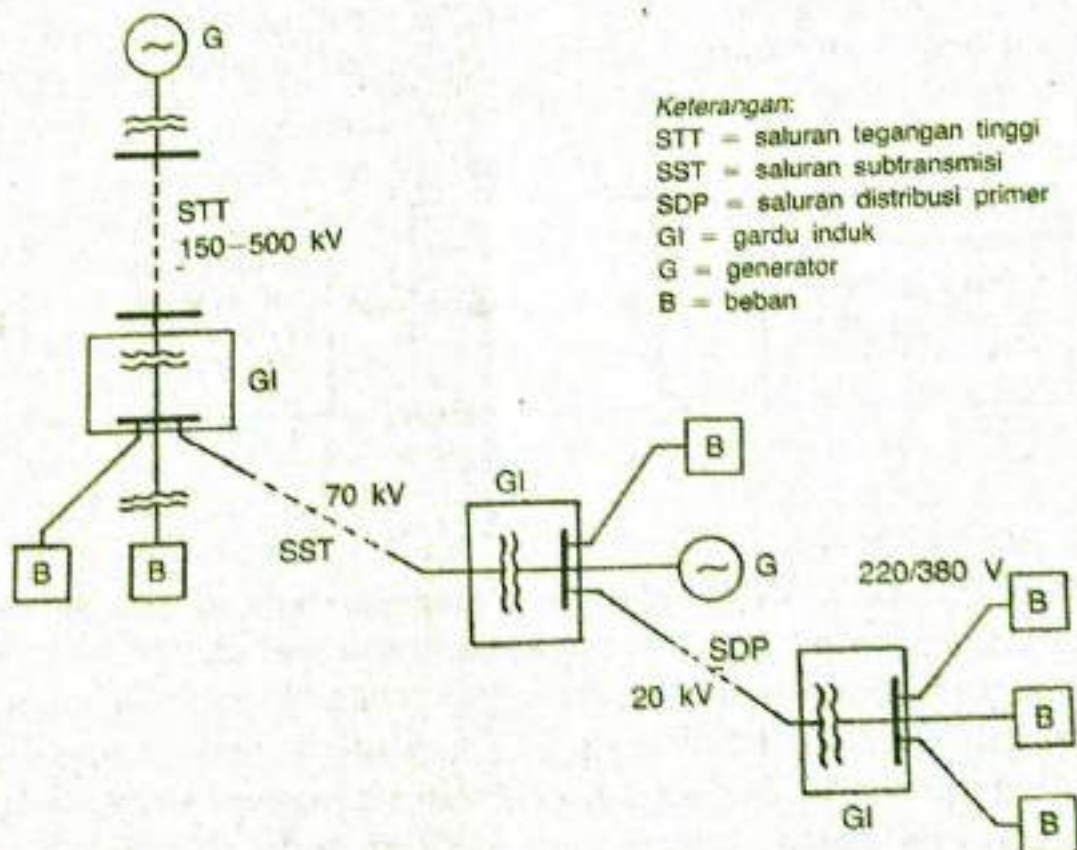 G
Keterangan:
STT = saluran tegangan tinggi
SST = saluran subtransmisi
SDP = saluran distribusi primer
GI = gardu induk
G = generator
B = beban
STT
150–500 kV
GI
B
B
70 kV
SST
GI
B
G
SDP
20 kV
220/380 V
B
B
B
GI